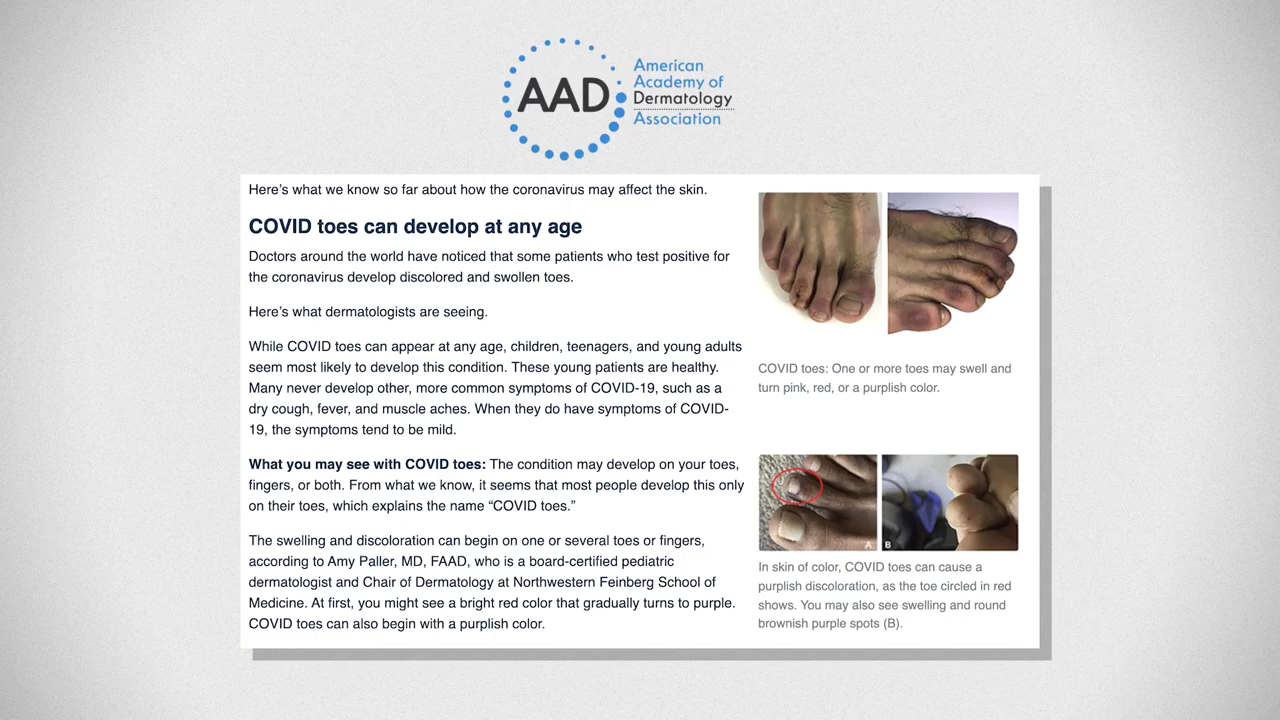 AAD
American
Academy of
Dermatology
Association
Here's what we know so far about how the coronavirus may affect the skin.
COVID toes can develop at any age
Doctors around the world have noticed that some patients who test positive for
the coronavirus develop discolored and swollen toes.
Here's what dermatologists are seeing.
While COVID toes can appear at any age, children, teenagers, and young adults
seem most likely to develop this condition. These young patients are healthy.
Many never develop other, more common symptoms of COVID-19, such as a
dry cough, fever, and muscle aches. When they do have symptoms of COVID-
19, the symptoms tend to be mild.
What you may see with COVID toes: The condition may develop on your toes,
fingers, or both. From what we know, it seems that most people develop this only
on their toes, which explains the name “COVID toes.”
The swelling and discoloration can begin on one or several toes or fingers,
according to Amy Paller, MD, FAAD, who is a board-certified pediatric
dermatologist and Chair of Dermatology at Northwestern Feinberg School of
Medicine. At first, you might see a bright red color that gradually turns to purple.
COVID toes can also begin with a purplish color.
COVID toes: One or more toes may swell and
turn pink, red, or a purplish color.
A
B
In skin of color, COVID toes can cause a
purplish discoloration, as the toe circled in red
shows. You may also see swelling and round
brownish purple spots (B).